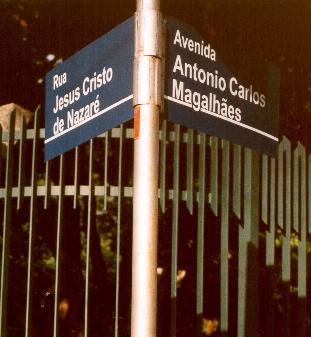 Rua
Jesus Cristo
de Nazaré
Avenida
Antonio Carlos
Magalhães